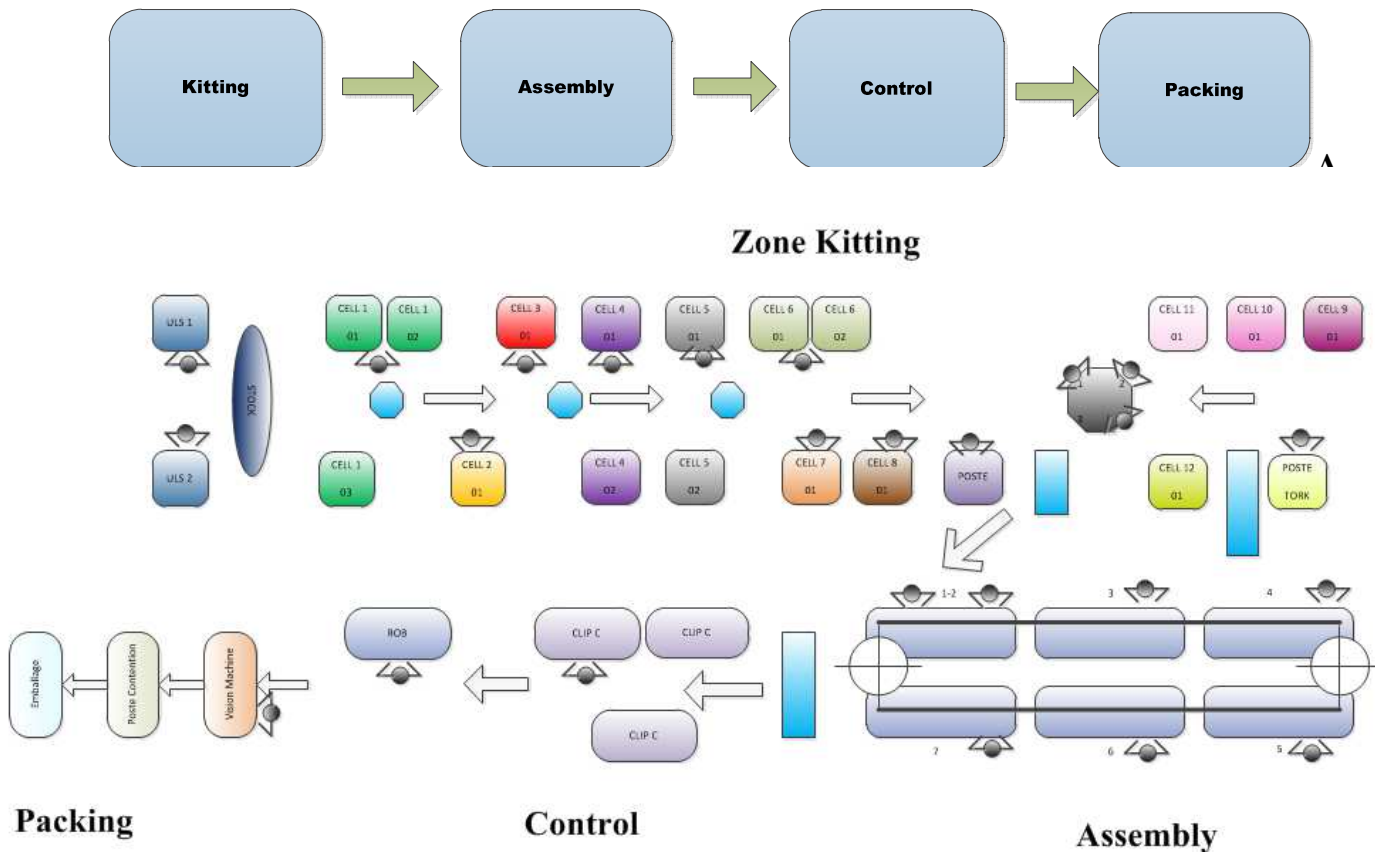 Kitting
Assembly
Control
Packing
Zone Kitting
ULS 1
STOCK
ULS 2
CELL 1
01
CELL 1
02
CELL 3
01
CELL 4
01
CELL 5
01
CELL 6
01
CELL 6
02
CELL 11
01
CELL 10
01
CELL 9
01
1
2
3
CELL 1
03
CELL 2
01
CELL 4
02
CELL 5
02
CELL 7
01
CELL 8
01
POSTE
CELL 12
01
POSTE
TORK
1-2
3
4
Emballage
Poste Contention
Vision Machine
ROB
CLIP C
CLIP C
CLIP C
7
6
5
Packing
Control
Assembly